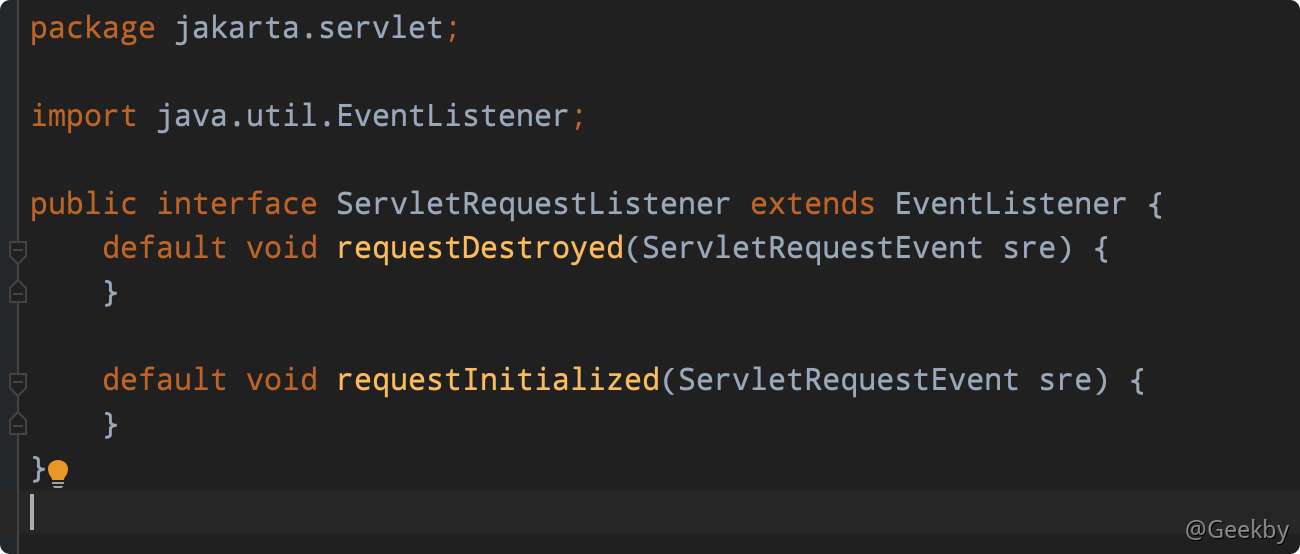 package jakarta.servlet;
import java.util.EventListener;
public interface ServletRequestListener extends EventListener {
    default void requestDestroyed(ServletRequestEvent sre) {
    }
    default void requestInitialized(ServletRequestEvent sre) {
    }
}
@Geekby